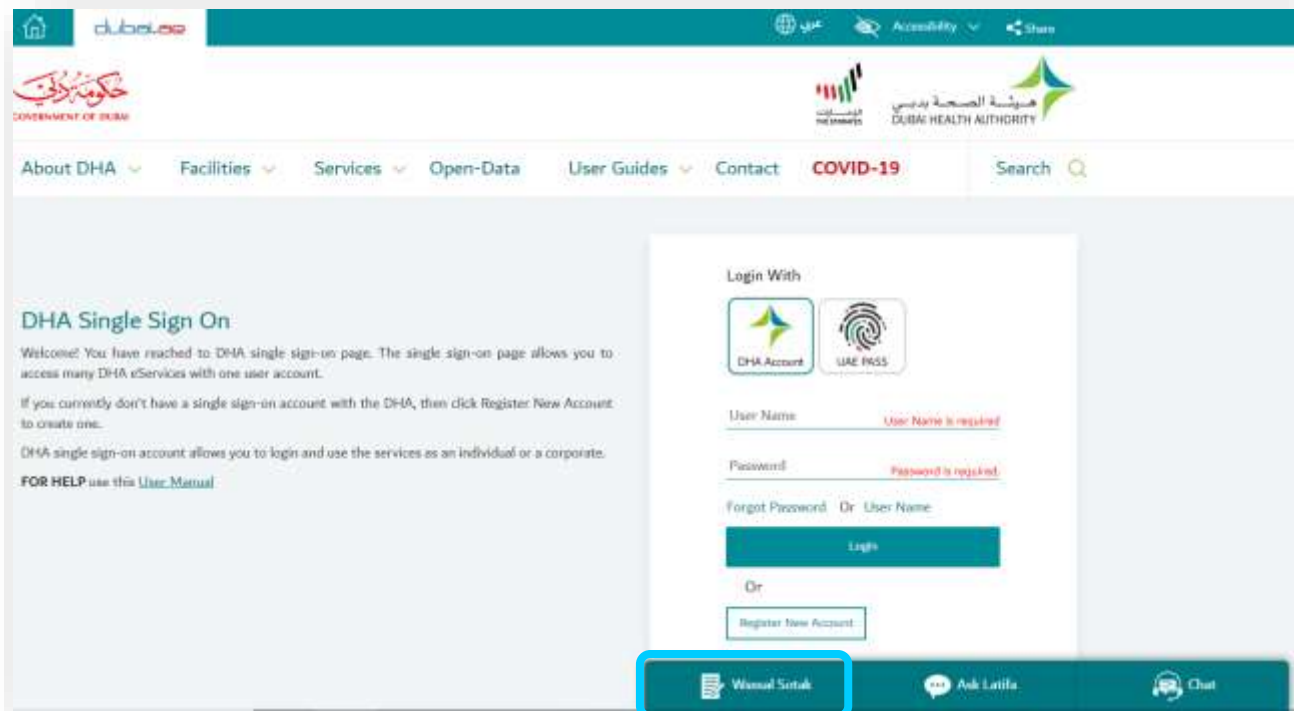 dubai.ae
عربي
Accessibility
Share
حكومة دبي
GOVERNMENT OF DUBAI
هيئة الصحة بدبي
DUBAI HEALTH AUTHORITY
About DHA
Facilities
Services
Open-Data
User Guides
Contact
COVID-19
Search
Login With
DHA Account
UAE PASS
DHA Single Sign On
Welcome! You have reached to DHA single sign-on page. The single sign-on page allows you to
access many DHA eServices with one user account.
If you currently don't have a single sign-on account with the DHA, then click Register New Account
to create one.
DHA single sign-on account allows you to login and use the services as an individual or a corporate.
FOR HELP use this User Manual
User Name
User Name is required
Password
Password is required.
Forgot Password Or User Name
Login
Or
Register New Account
Wassal Sotak
Ask Latifa
Chat